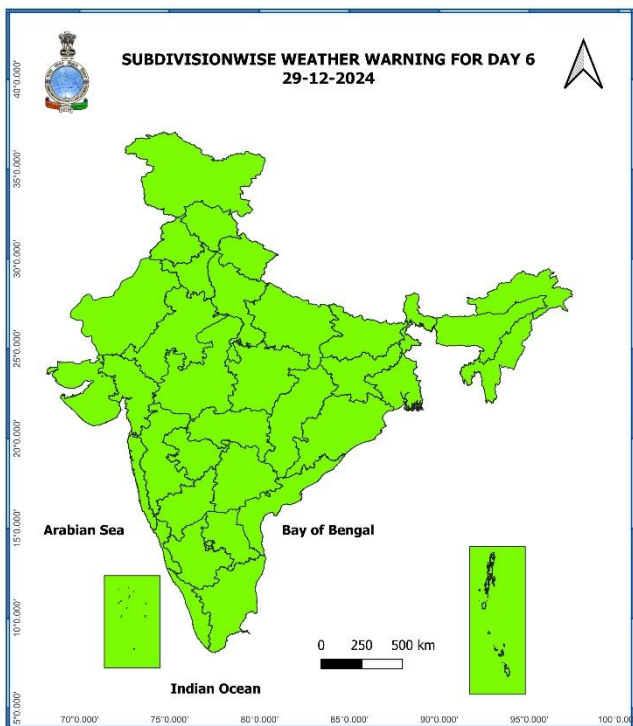 SUBDIVISIONWISE WEATHER WARNING FOR DAY 6
29-12-2024
40°0.000'
35°0.000'
30°0.000'
25°0.000'
20°0.000'
15°0.000'
10°0.000'
5°0.000'
Arabian Sea
Bay of Bengal
0 250 500 km
Indian Ocean
70°0.000' 75°0.000' 80°0.000' 85°0.000' 90°0.000' 95°0.000' 100°0.0